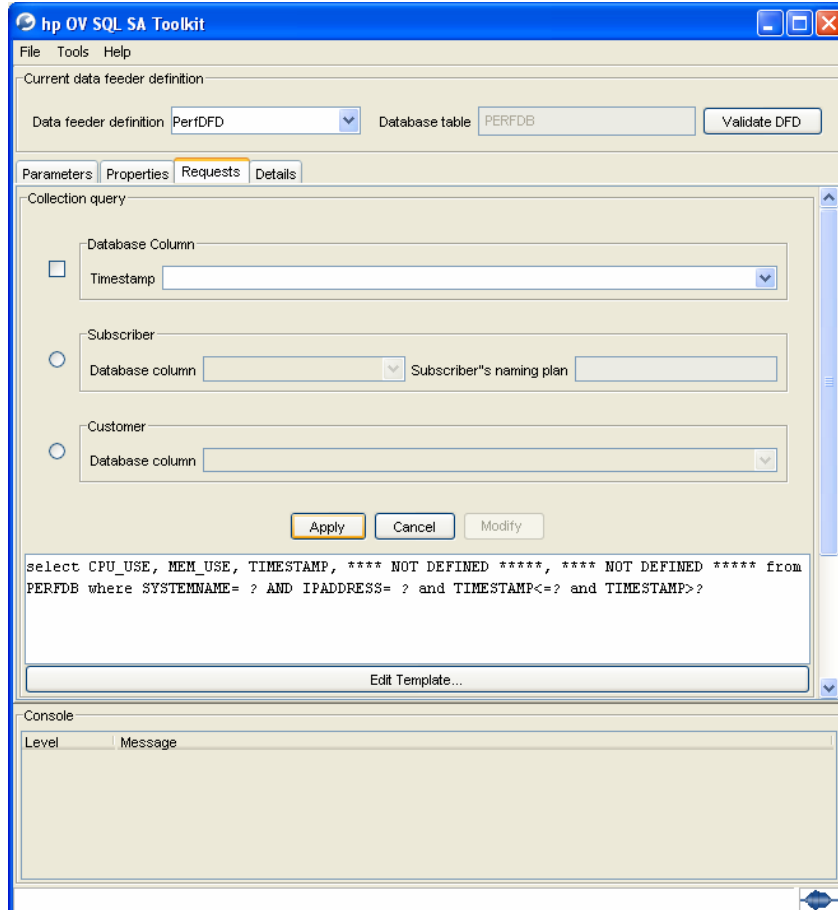 hp OV SQL SA Toolkit
File Tools Help
Current data feeder definition
Data feeder definition PerfDFD Database table PERFDB Validate DFD
Parameters Properties Requests Details
Collection query
Database Column
Timestamp
Subscriber
Database column Subscriber"s naming plan
Customer
Database column
Apply Cancel Modify
select CPU_USE, MEM_USE, TIMESTAMP, **** NOT DEFINED *****, **** NOT DEFINED ***** from
PERFDB where SYSTEMNAME= ? AND IPADDRESS= ? and TIMESTAMP<=? and TIMESTAMP>?
Edit Template...
Console
Level Message